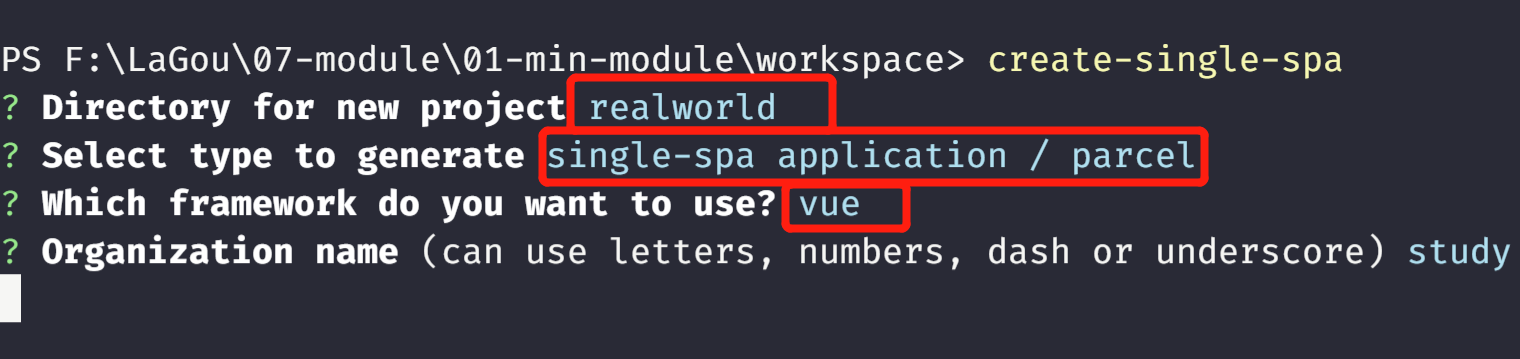 PS F:\LaGou\07-module\01-min-module\workspace> create-single-spa
? Directory for new project realworld
? Select type to generate single-spa application / parcel
? Which framework do you want to use? vue
? Organization name (can use letters, numbers, dash or underscore) study